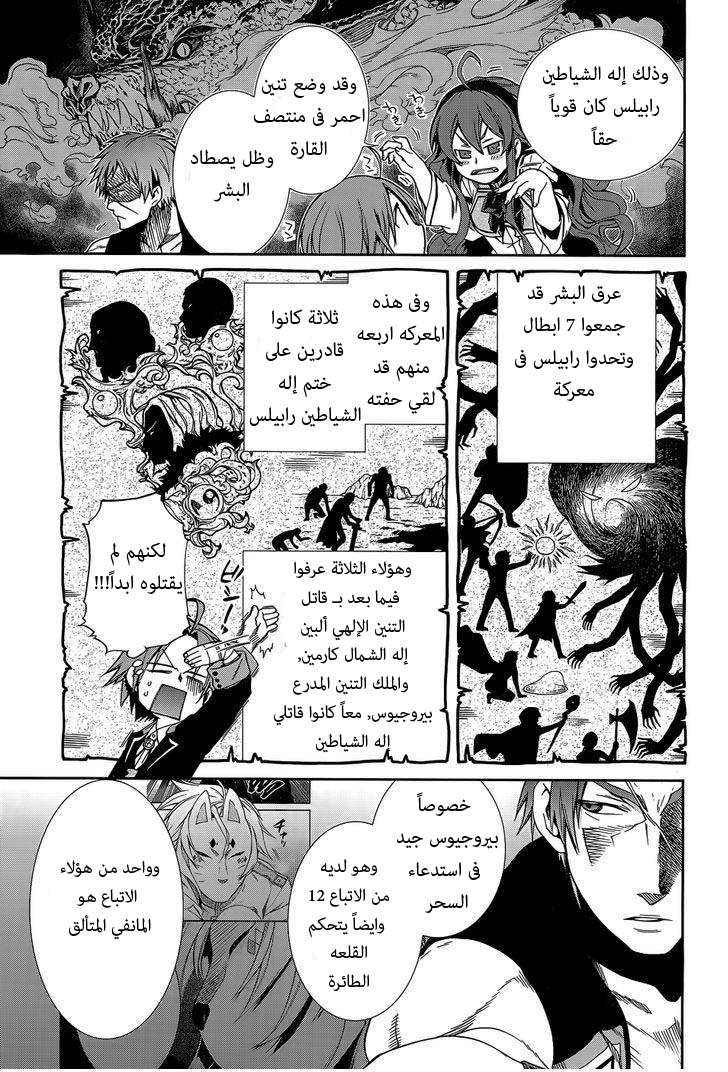 وذلك إله الشياطين
رابيلس كان قوياً
حقاً
وقد وضع تنين
احمر فى منتصف
القارة
وظل يصطاد
البشر
عرق البشر قد
جمعوا 7 ابطال
وتحدوا رابيلس فى
معركة
وفى هذه
المعركه اربعه
منهم قد
لقي حفته
ثلاثة كانوا
قادرين على
ختم إله
الشياطين رابيلس
وهؤلاء الثلاثة عرفوا
فيما بعد بـ قاتل
التنين الإلهي ألبين
إله الشمال كارمين,
والملك التنين المدرع
بيروجيوس, معاً كانوا قاتلي
إله الشياطين
لكنهم لم
يقتلوه ابداً!!!
خصوصاً
بيروجيوس جيد
فى استدعاء
السحر
وهو لديه
12 من الاتباع
وايضاً يتحكم
القلعه
الطائرة
وواحد من هؤلاء
الاتباع هو
المانفي المتألق